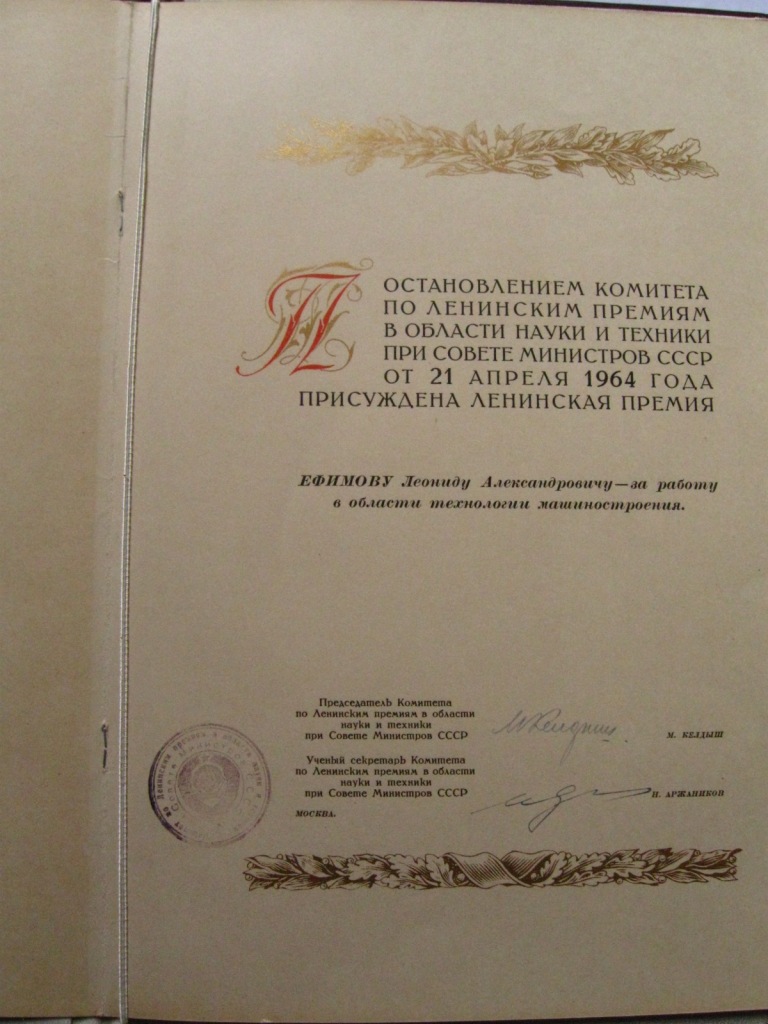 ПОСТАНОВЛЕНИЕМ КОМИТЕТА
ПО ЛЕНИНСКИМ ПРЕМИЯМ
В ОБЛАСТИ НАУКИ И ТЕХНИКИ
ПРИ СОВЕТЕ МИНИСТРОВ СССР
ОТ 21 АПРЕЛЯ 1964 ГОДА
ПРИСУЖДЕНА ЛЕНИНСКАЯ ПРЕМИЯ
ЕФИМОВУ Леониду Александровичу — за работу
в области технологии машиностроения.
Председатель Комитета
по Ленинским премиям в области
науки и техники
при Совете Министров СССР
М. КЕЛДЫШ
Ученый секретарь Комитета
по Ленинским премиям в области
науки и техники
при Совете Министров СССР
Н. АРЖАНИКОВ
МОСКВА.